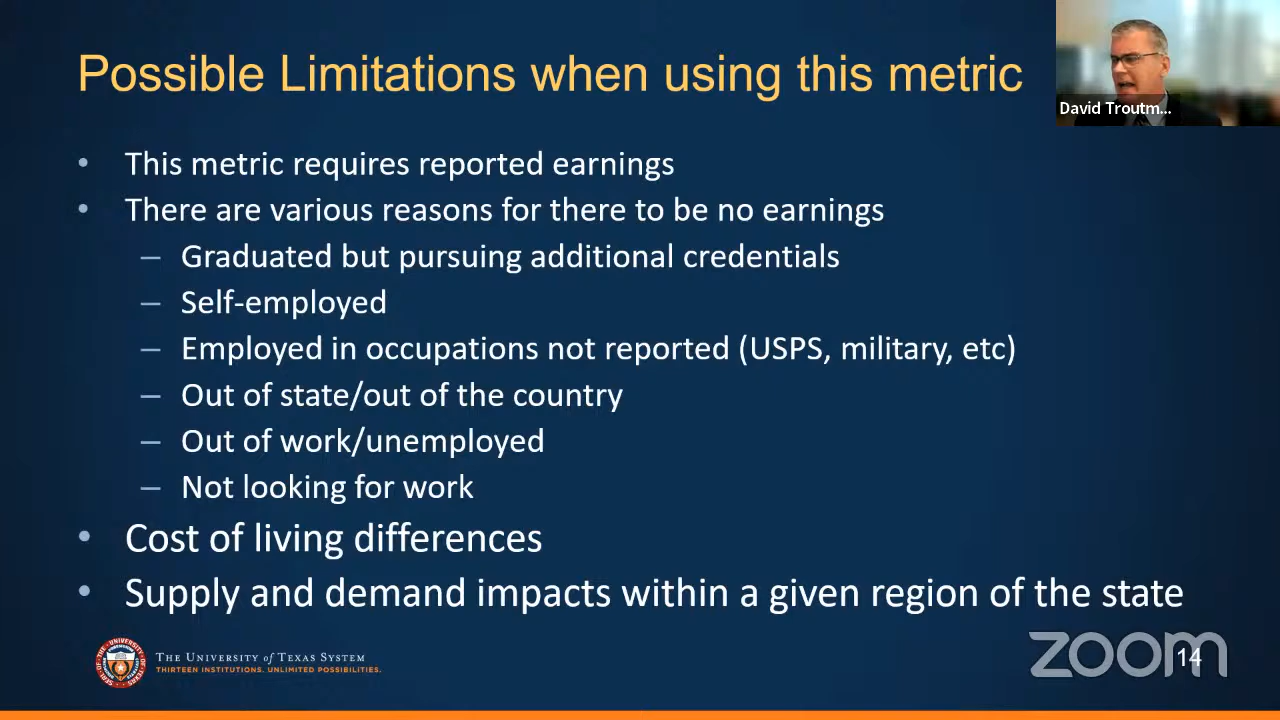 Possible Limitations when using this metric
David Troutm...
• This metric requires reported earnings
• There are various reasons for there to be no earnings
– Graduated but pursuing additional credentials
– Self-employed
– Employed in occupations not reported (USPS, military, etc)
– Out of state/out of the country
– Out of work/unemployed
– Not looking for work
• Cost of living differences
• Supply and demand impacts within a given region of the state
THE UNIVERSITY of TEXAS SYSTEM
THIRTEEN INSTITUTIONS. UNLIMITED POSSIBILITIES.
zoom
14